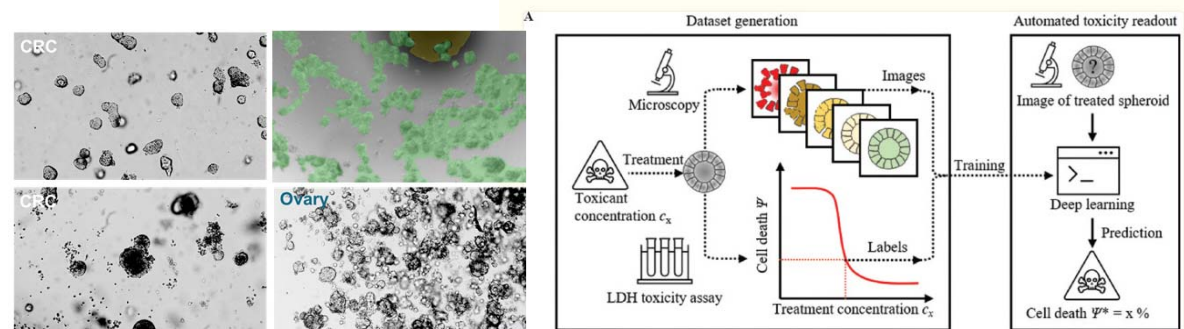 CRC
CRC
Ovary
A
Dataset generation
Automated toxicity readout
Microscopy
Images
Treatment
Toxicant
concentration cx
LDH toxicity assay
Cell death Ψ
Labels
Treatment concentration cx
Training
?
Image of treated spheroid
>_
Deep learning
Prediction
Cell death Ψ* = x %